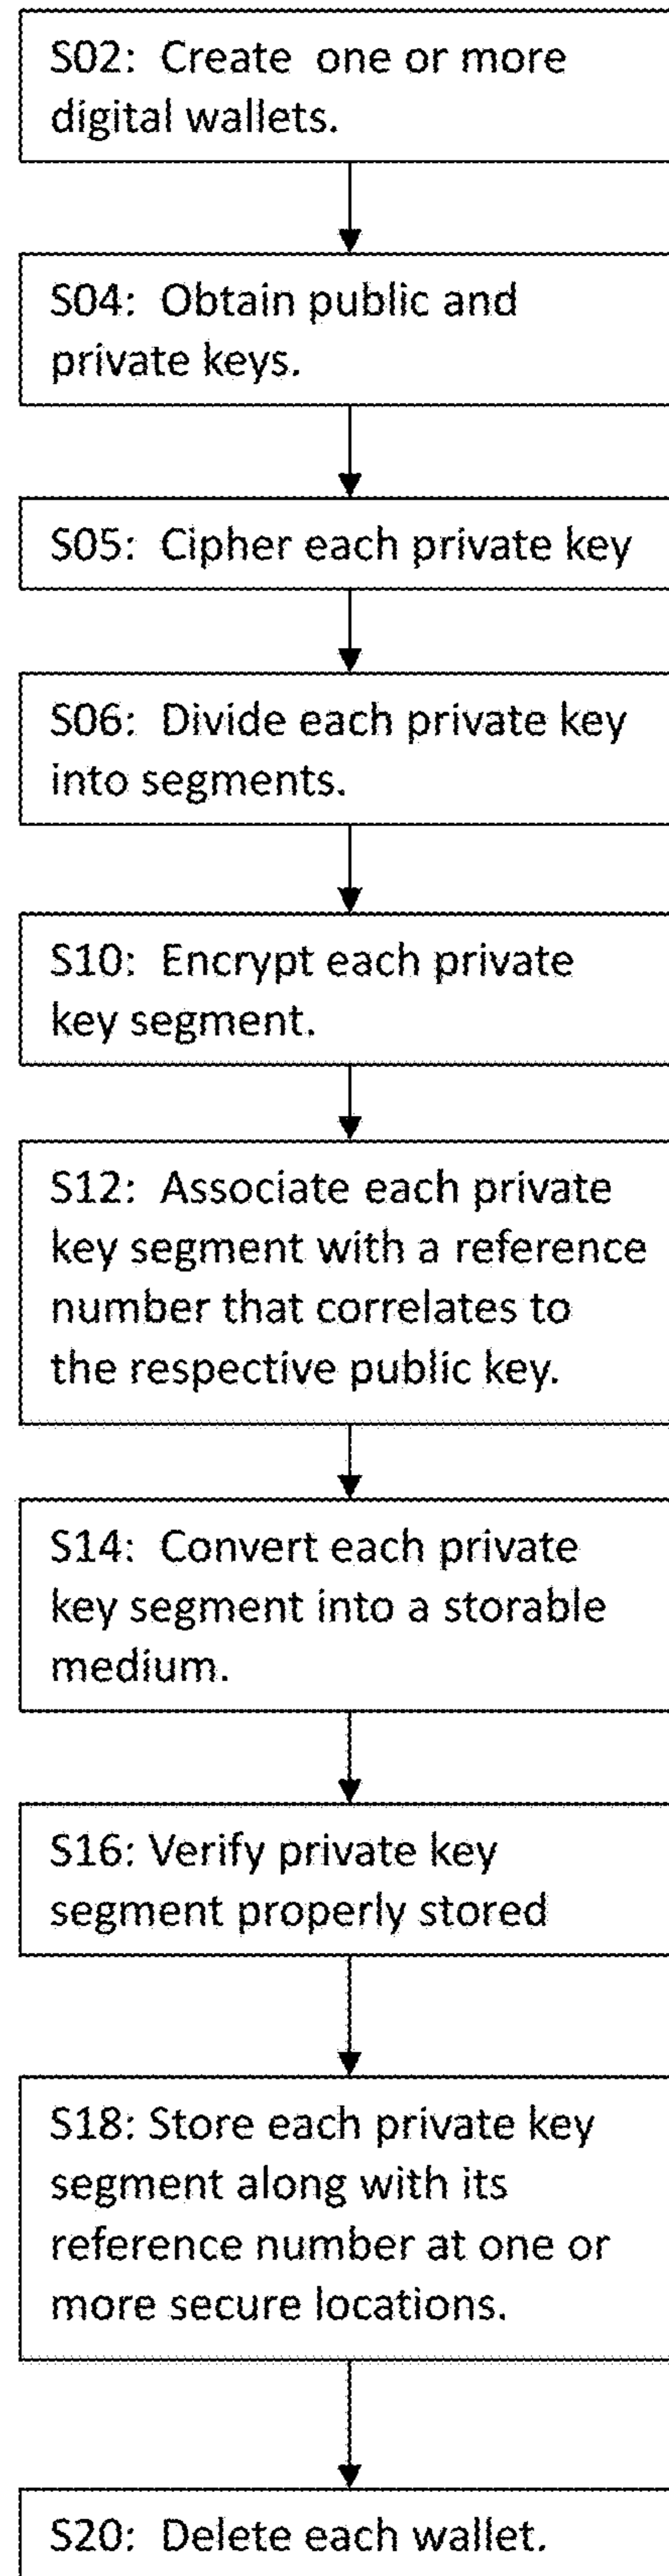 S02:  Create  one or more
digital wallets.
S04:  Obtain public and
private keys.
S05:  Cipher each private key
S06:  Divide each private key
into segments.
S10:  Encrypt each private
key segment.
S12:  Associate each private
key segment with a reference
number that correlates to
the respective public key.
S14:  Convert each private
key segment into a storable
medium.
S16: Verify private key
segment properly stored
S18: Store each private key
segment along with its
reference number at one or
more secure locations.
S20:  Delete each wallet.